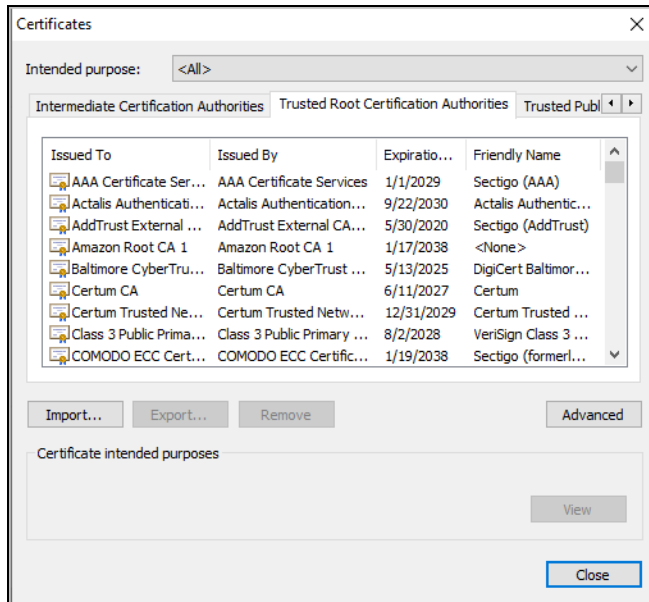 Certificates
Intended purpose: <All>
Intermediate Certification Authorities Trusted Root Certification Authorities Trusted Publ
Issued To Issued By Expiratio... Friendly Name
AAA Certificate Ser... AAA Certificate Services 1/1/2029 Sectigo (AAA)
Actalis Authenticati... Actalis Authentication... 9/22/2030 Actalis Authentic...
AddTrust External ... AddTrust External CA... 5/30/2020 Sectigo (AddTrust)
Amazon Root CA 1 Amazon Root CA 1 1/17/2038 <None>
Baltimore CyberTru... Baltimore CyberTrust ... 5/13/2025 DigiCert Baltimor...
Certum CA Certum CA 6/11/2027 Certum
Certum Trusted Ne... Certum Trusted Netw... 12/31/2029 Certum Trusted ...
Class 3 Public Prima... Class 3 Public Primary ... 8/2/2028 VeriSign Class 3 ...
COMODO ECC Cert... COMODO ECC Certific... 1/19/2038 Sectigo (formerl...
Import... Export... Remove Advanced
Certificate intended purposes
View
Close